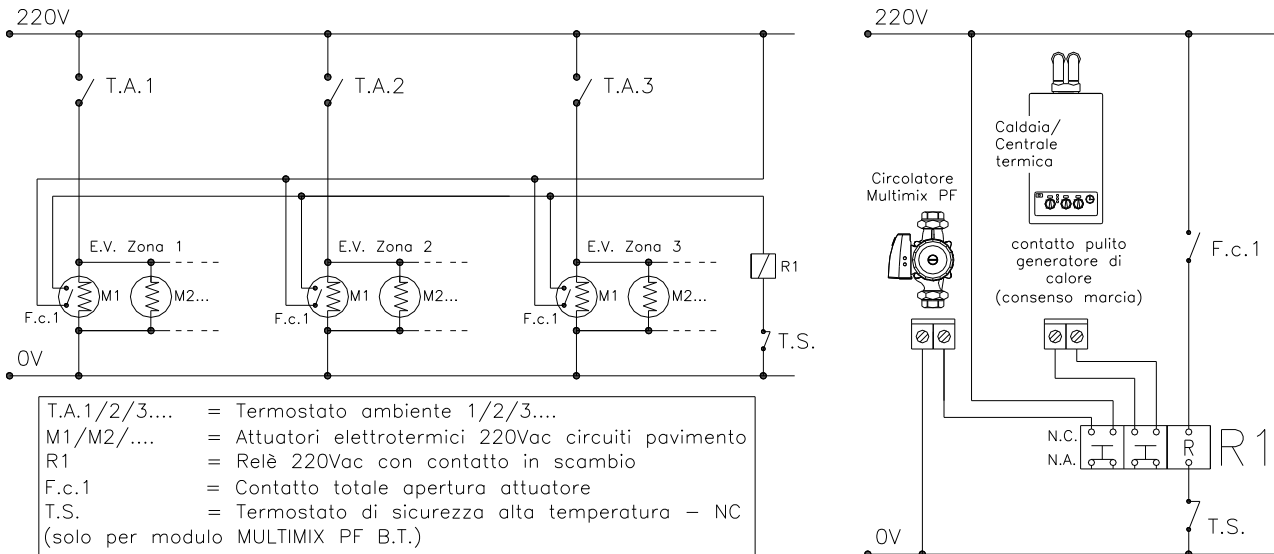 220V
T.A.1
T.A.2
T.A.3
E.V. Zona 1
E.V. Zona 2
E.V. Zona 3
R1
M1
M2...
M1
M2...
M1
M2...
F.c.1
F.c.1
F.c.1
T.S.
0V
T.A.1/2/3.... = Termostato ambiente 1/2/3....
M1/M2/.... = Attuatori elettrotermici 220Vac circuiti pavimento
R1 = Relè 220Vac con contatto in scambio
F.c.1 = Contatto totale apertura attuatore
T.S. = Termostato di sicurezza alta temperatura – NC
(solo per modulo MULTIMIX PF B.T.)
220V
Caldaia/
Centrale
termica
Circolatore
Multimix PF
contatto pulito
generatore di
calore
(consenso marcia)
F.c.1
N.C.
N.A.
R
R1
T.S.
0V